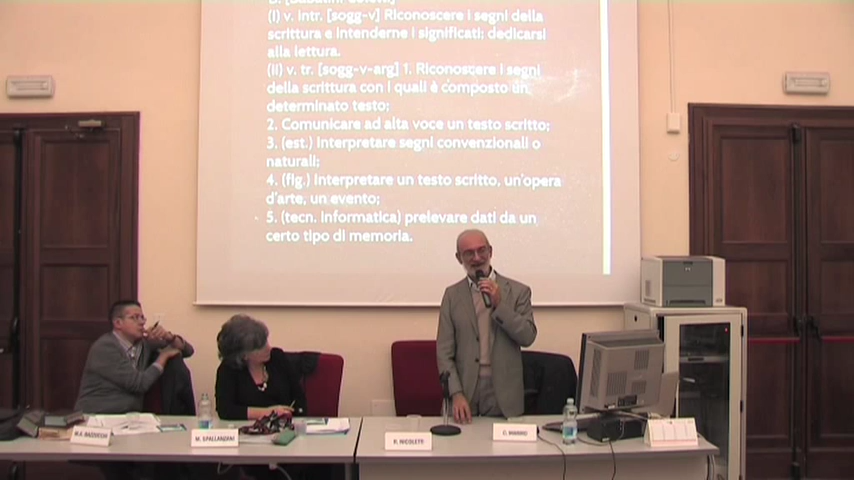 (i) v. intr. [sogg-v] Riconoscere i segni della
scrittura e intenderne i significati; dedicarsi
alla lettura.
(ii) v. tr. [sogg-v-arg] 1. Riconoscere i segni
della scrittura con i quali è composto un
determinato testo;
2. Comunicare ad alta voce un testo scritto;
3. (est.) Interpretare segni convenzionali o
naturali;
4. (fig.) Interpretare un testo scritto, un'opera
d'arte, un evento;
5. (tecn. informatica) prelevare dati da un
certo tipo di memoria.
M. SPALLANZANI
D. NICOLETTI